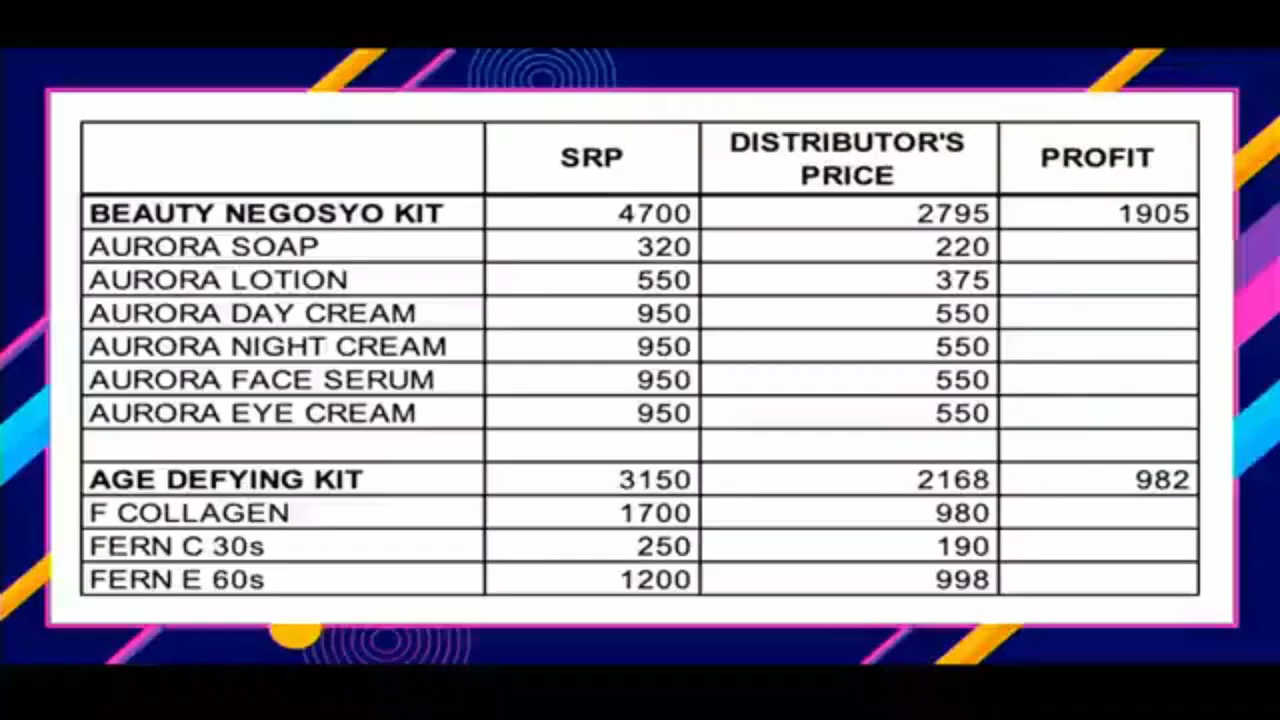 SRP DISTRIBUTOR'S PRICE PROFIT
BEAUTY NEGOSYO KIT 4700 2795 1905
AURORA SOAP 320 220
AURORA LOTION 550 375
AURORA DAY CREAM 950 550
AURORA NIGHT CREAM 950 550
AURORA FACE SERUM 950 550
AURORA EYE CREAM 950 550
AGE DEFYING KIT 3150 2168 982
F COLLAGEN 1700 980
FERN C 30s 250 190
FERN E 60s 1200 998